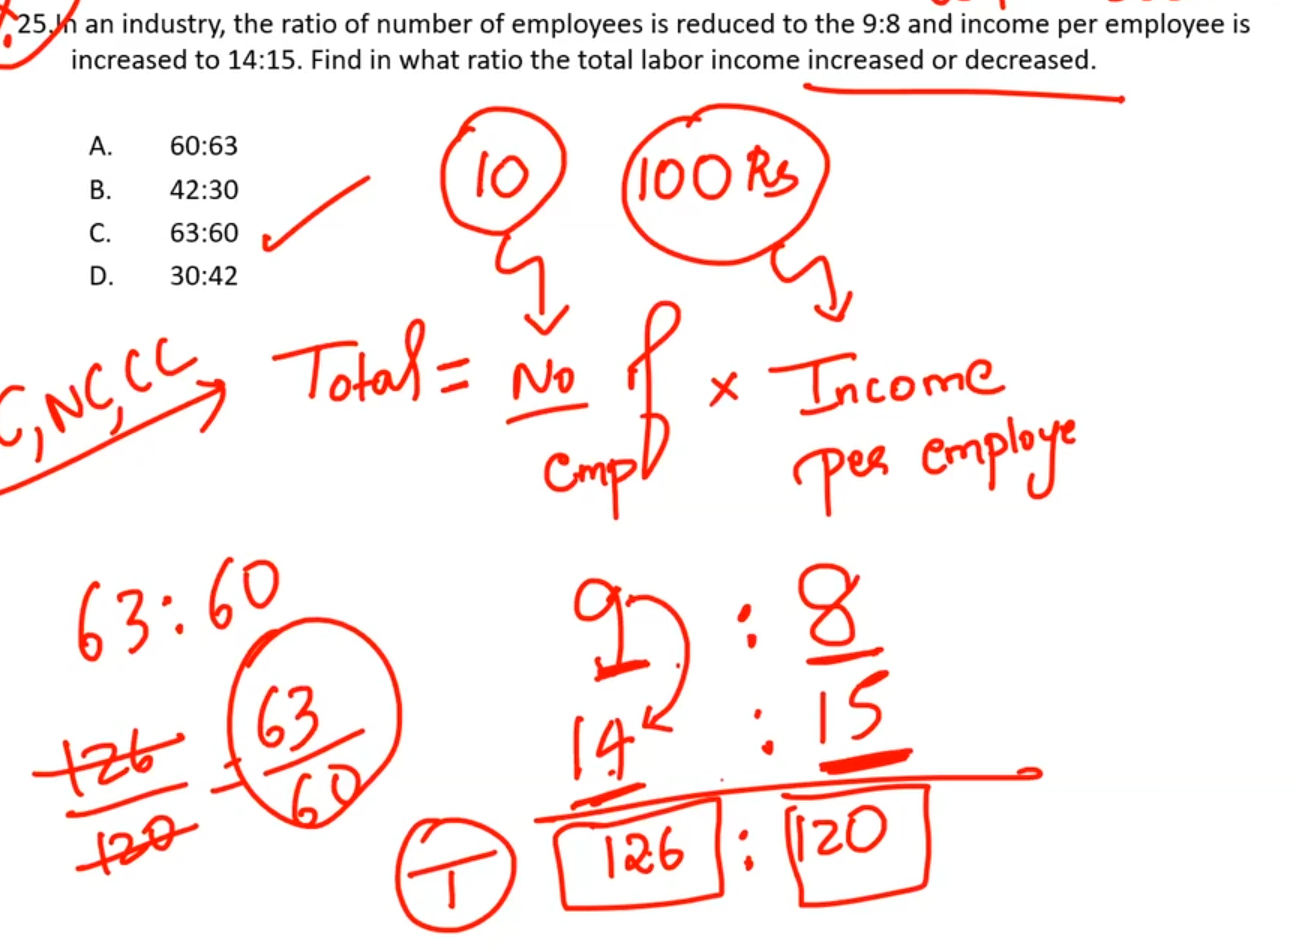 25. In an industry, the ratio of number of employees is reduced to the 9:8 and income per employee is
increased to 14:15. Find in what ratio the total labor income increased or decreased.
A. 60:63
B. 42:30
C. 63:60
D. 30:42
10 100 Rs
C, NC, CC
Total = No of × Income
emp per employe
63:60
126/120 = 63/60
9 : 8
14 : 15
126 : 120
T
1